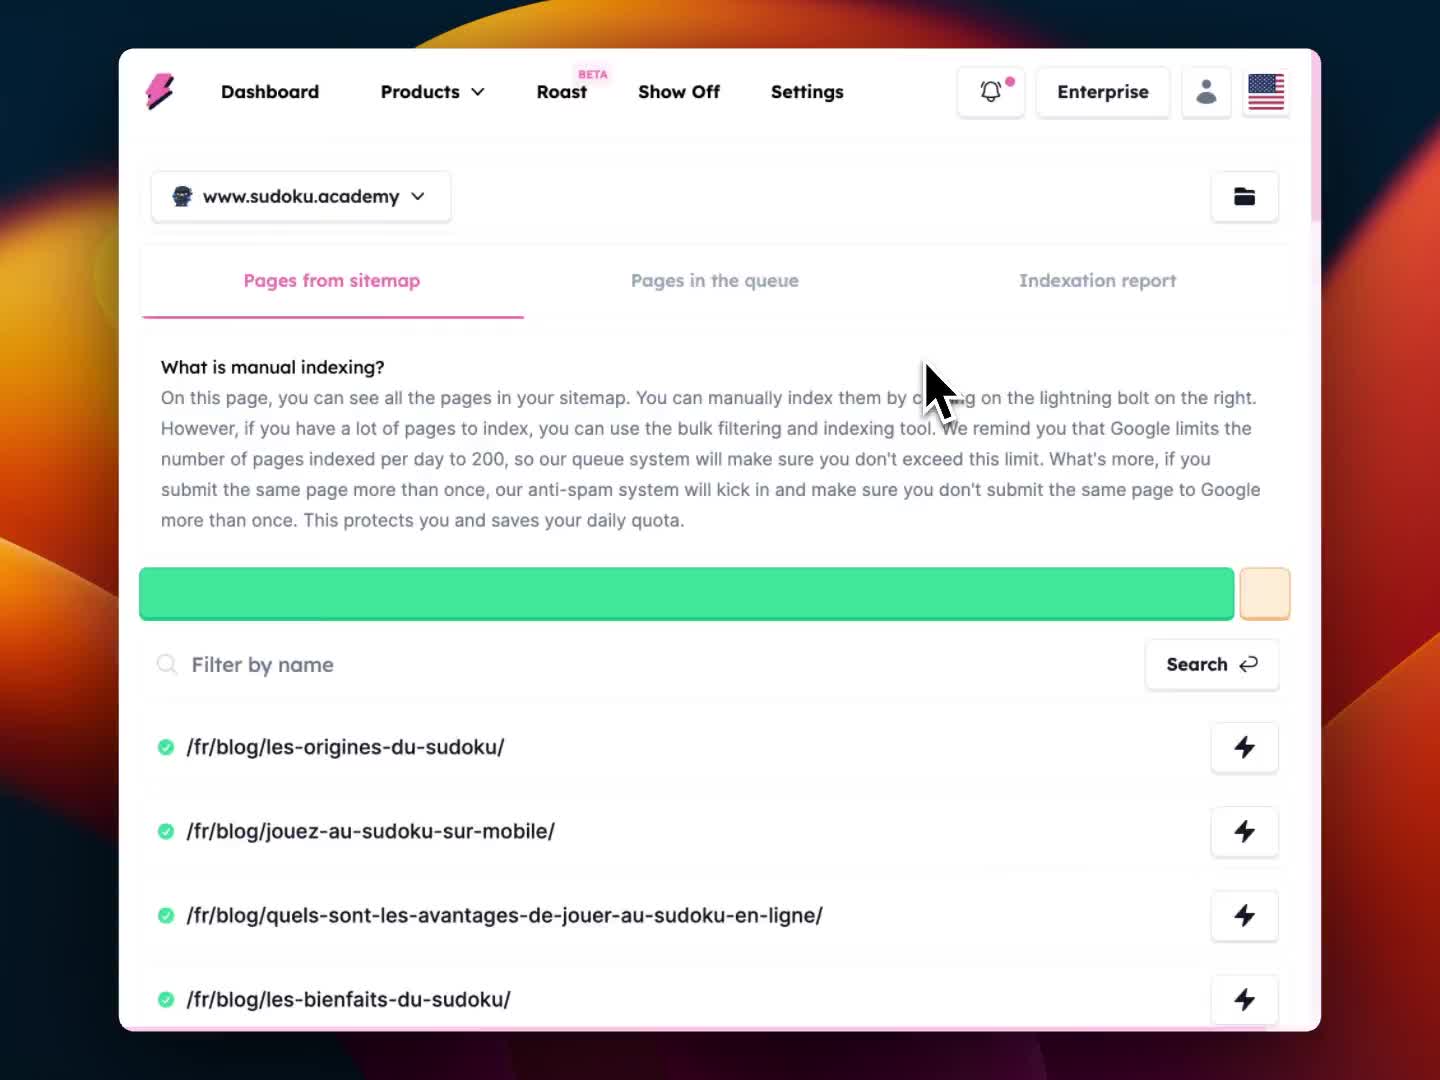 Dashboard
Products
Roast
BETA
Show Off
Settings
Enterprise
www.sudoku.academy
Pages from sitemap
Pages in the queue
Indexation report
What is manual indexing?
On this page, you can see all the pages in your sitemap. You can manually index them by on the lightning bolt on the right.
However, if you have a lot of pages to index, you can use the bulk filtering and indexing tool. We remind you that Google limits the
number of pages indexed per day to 200, so our queue system will make sure you don't exceed this limit. What's more, if you
submit the same page more than once, our anti-spam system will kick in and make sure you don't submit the same page to Google
more than once. This protects you and saves your daily quota.
Filter by name
Search
/fr/blog/les-origines-du-sudoku/
/fr/blog/jouez-au-sudoku-sur-mobile/
/fr/blog/quels-sont-les-avantages-de-jouer-au-sudoku-en-ligne/
/fr/blog/les-bienfaits-du-sudoku/